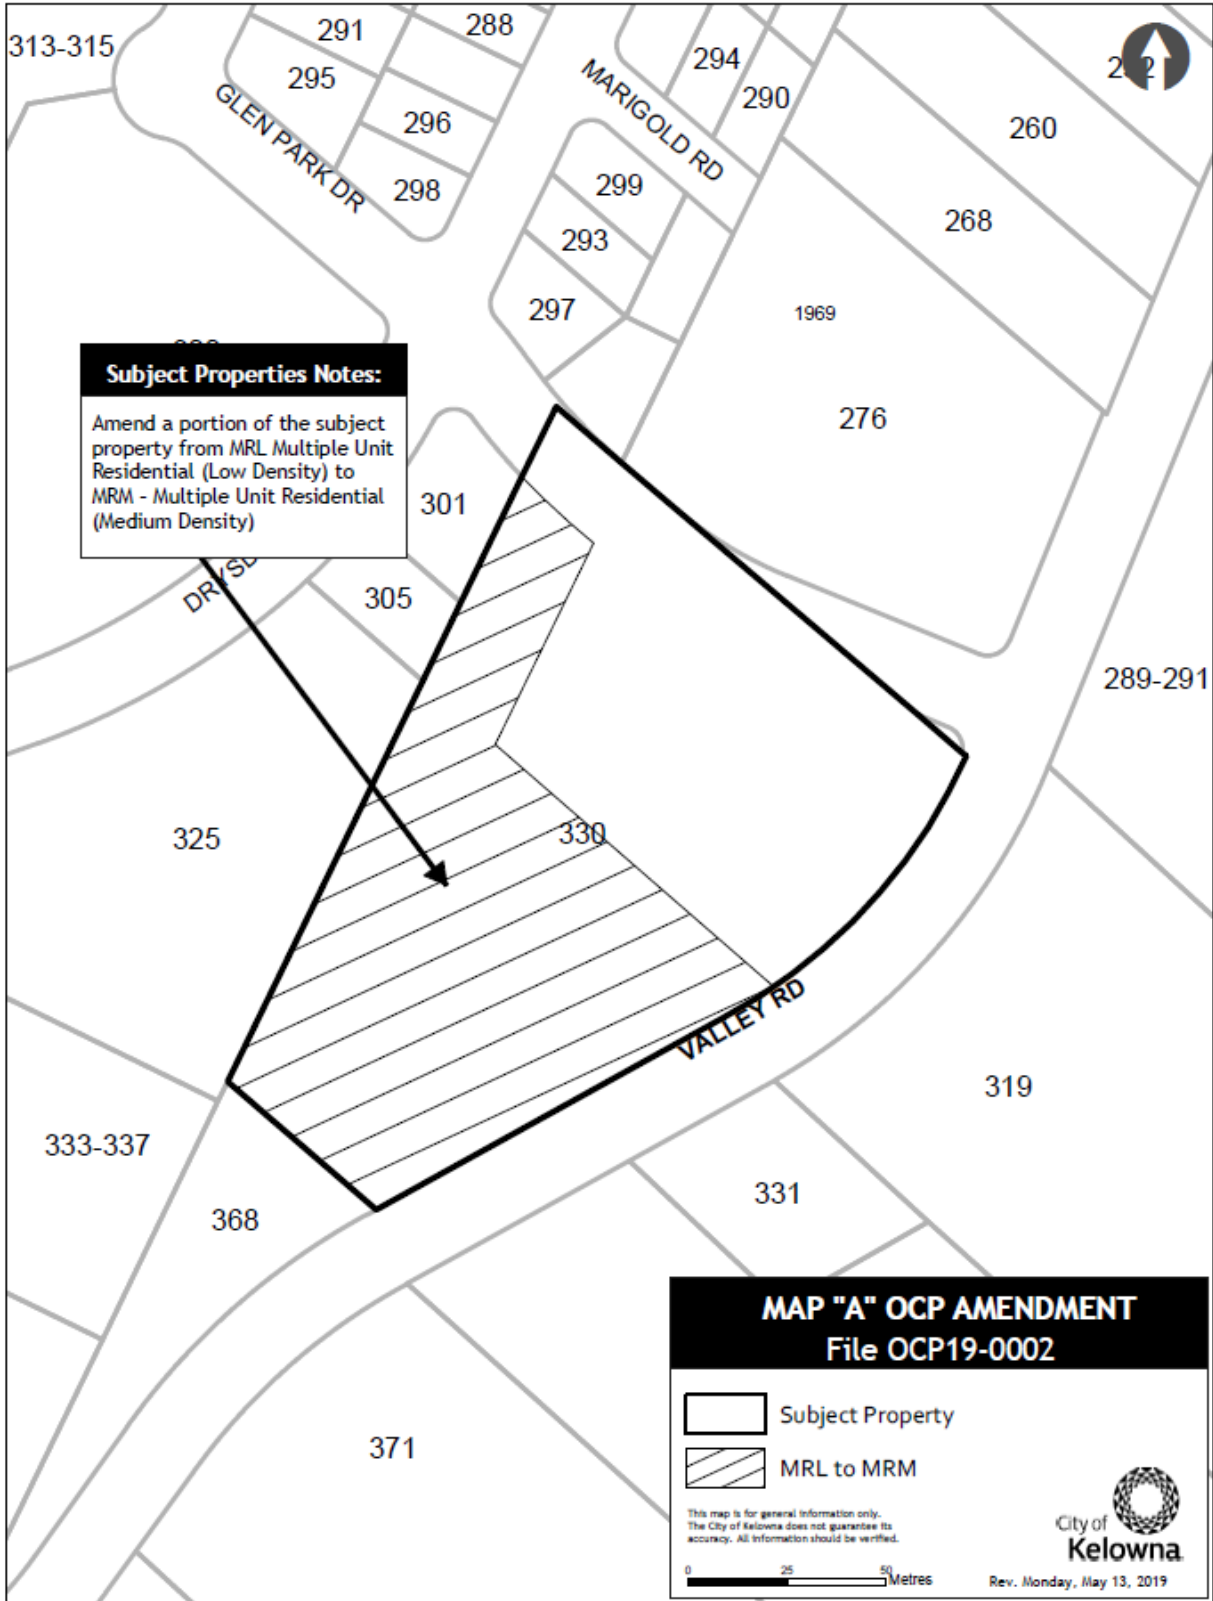 313-315
291
288
295
GLEN PARK DR
296
298
MARIGOLD RD
294
290
260
299
293
297
268
1969
276
Subject Properties Notes:
Amend a portion of the subject
property from MRL Multiple Unit
Residential (Low Density) to
MRM - Multiple Unit Residential
(Medium Density)
301
305
289-291
325
330
VALLEY RD
319
333-337
368
331
371
MAP "A" OCP AMENDMENT
File OCP19-0002
Subject Property
MRL to MRM
This map is for general information only.
The City of Kelowna does not guarantee its
accuracy. All information should be verified.
0 25 50 Metres
City of
Kelowna
Rev. Monday, May 13, 2019